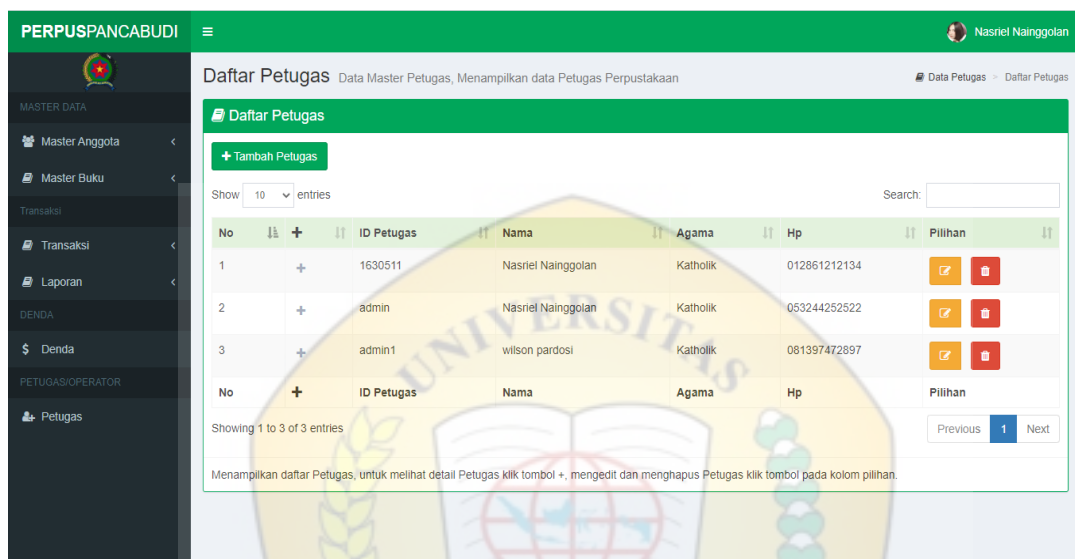 PERPUSPANCABUDI
Nasriel Nainggolan
Daftar Petugas Data Master Petugas, Menampilkan data Petugas Perpustakaan
Data Petugas > Daftar Petugas
MASTER DATA
Master Anggota
Master Buku
Transaksi
Transaksi
Laporan
DENDA
$ Denda
PETUGAS/OPERATOR
Petugas
Daftar Petugas
+ Tambah Petugas
Show 10 entries Search:
No + ID Petugas Nama Agama Hp Pilihan
1 + 1630511 Nasriel Nainggolan Katholik 012861212134
2 + admin Nasriel Nainggolan Katholik 053244252522
3 + admin1 wilson pardosi Katholik 081397472897
No + ID Petugas Nama Agama Hp Pilihan
Showing 1 to 3 of 3 entries Previous 1 Next
Menampilkan daftar Petugas, untuk melihat detail Petugas klik tombol +, mengedit dan menghapus Petugas klik tombol pada kolom pilihan.
UNIVERSITA